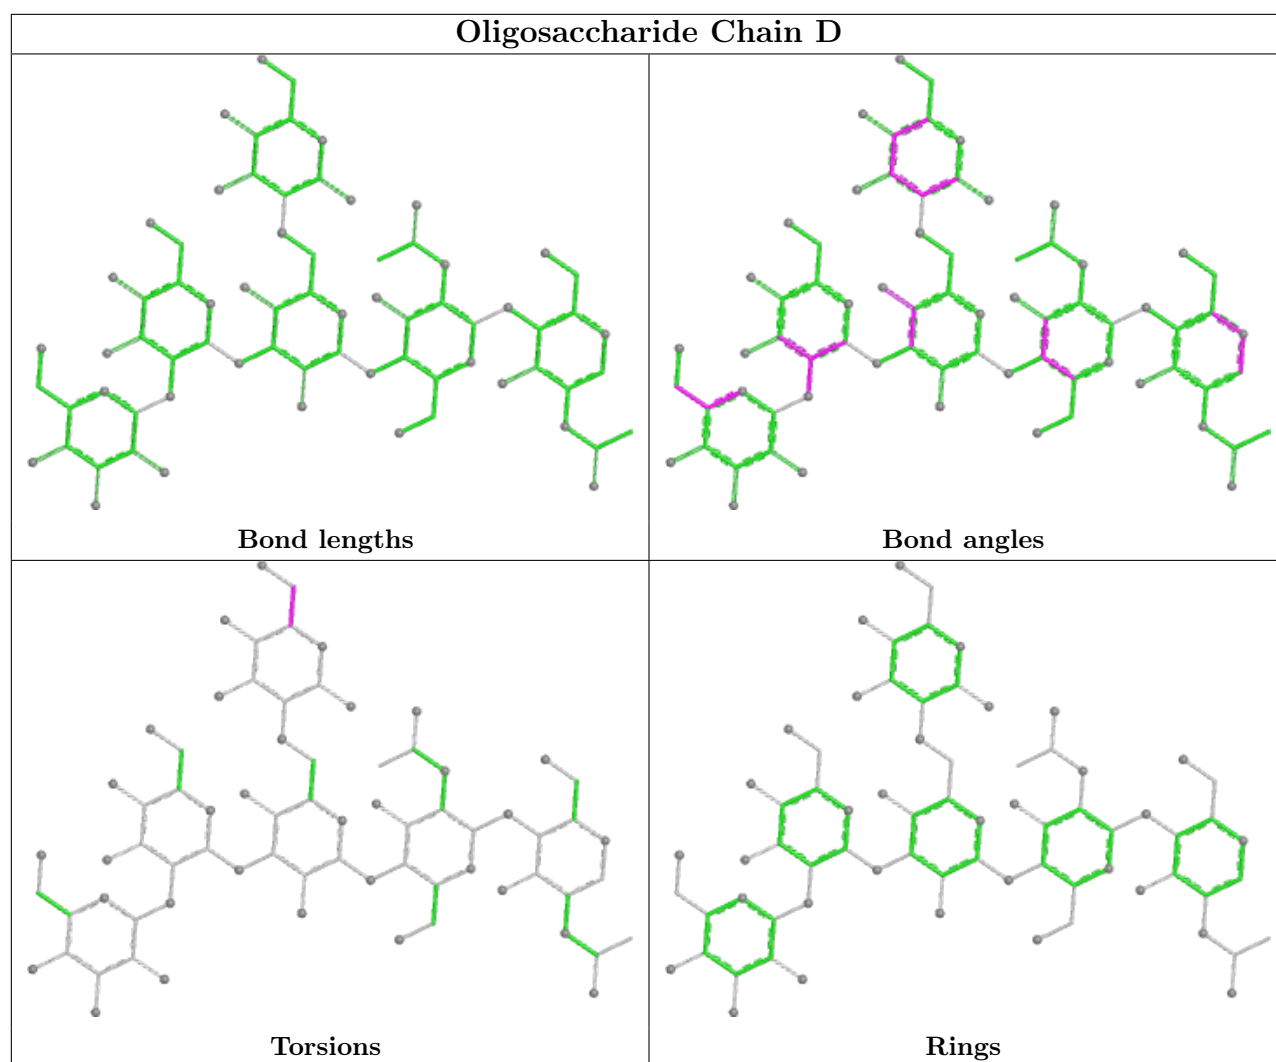 Oligosaccharide Chain D
Bond lengths
Bond angles
Torsions
Rings